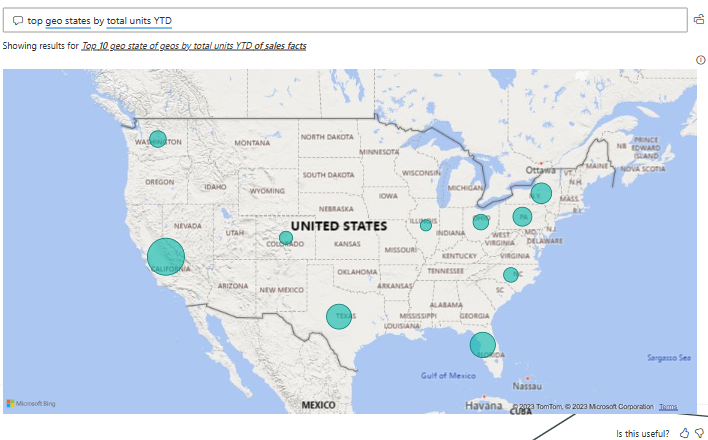 top geo states by total units YTD
Showing results for Top 10 geo state of geos by total units YTD of sales facts
PRINCE
EDWARD
ISLAND
NB
NOVA SCOTIA
WASHINGTON
MONTANA
NORTH DAKOTA
MINNESOTA
Ottawa
MAINE
VT.
N.H.
OREGON
IDAHO
WYOMING
SOUTH DAKOTA
WISCONSIN
MICHIGAN
N.Y.
MASS.
R.I.
IOWA
NEBRASKA
NEVADA
UTAH
COLORADO
UNITED STATES
KANSAS
ILLINOIS
INDIANA
OHIO
PA
N.J.
MD.
DELAWARE
WEST
VIRGINIA
MISSOURI
KENTUCKY
VIRGINIA
CALIFORNIA
ARIZONA
NEW MEXICO
OKLAHOMA
ARKANSAS
TENNESSEE
NC
SC
TEXAS
LOUISIANA
MISSISSIPPI
ALABAMA
GEORGIA
FLORIDA
Sargasso Sea
Gulf of Mexico
Nassau
MEXICO
Havana
CUBA
Microsoft Bing
© 2023 TomTom, © 2023 Microsoft Corporation Terms
Is this useful?